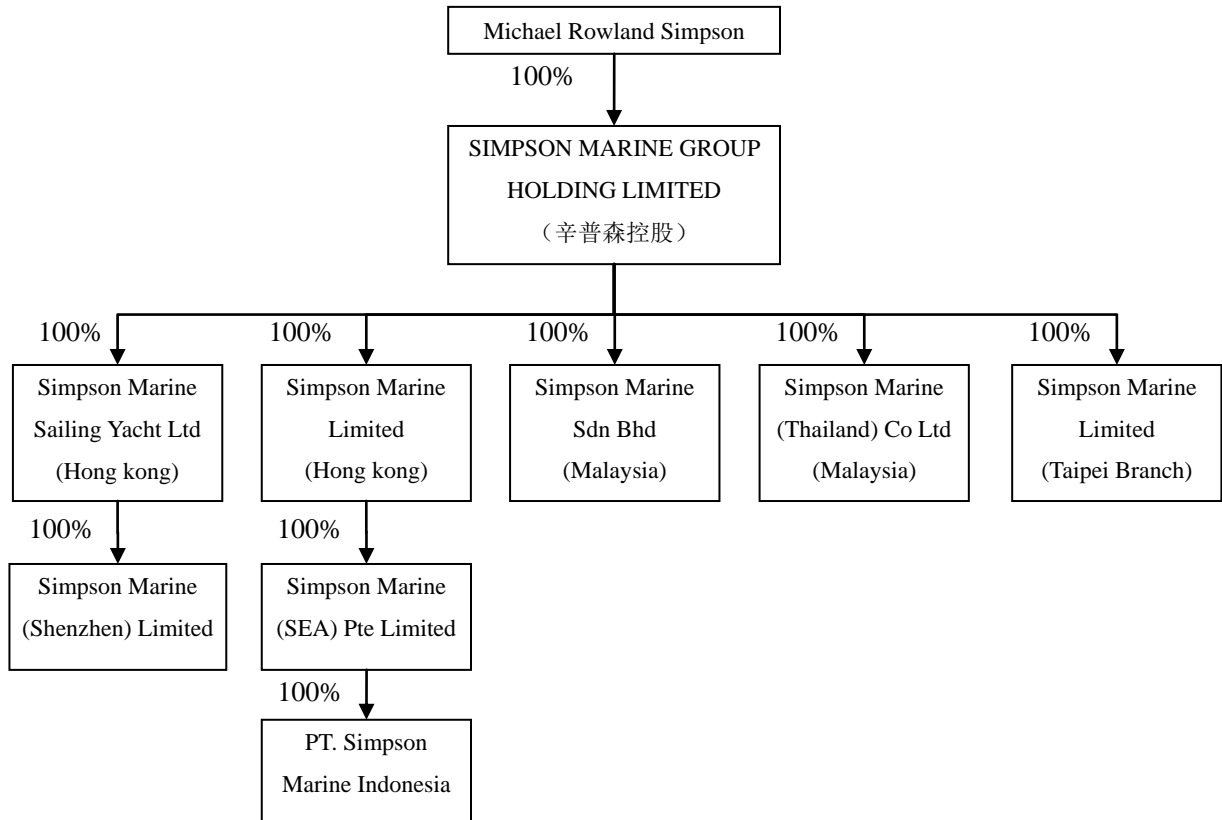 Michael Rowland Simpson
100%
SIMPSON MARINE GROUP
HOLDING LIMITED
（辛普森控股）
100%
100%
100%
100%
100%
Simpson Marine
Sailing Yacht Ltd
(Hong kong)
Simpson Marine
Limited
(Hong kong)
Simpson Marine
Sdn Bhd
(Malaysia)
Simpson Marine
(Thailand) Co Ltd
(Malaysia)
Simpson Marine
Limited
(Taipei Branch)
100%
100%
Simpson Marine
(Shenzhen) Limited
Simpson Marine
(SEA) Pte Limited
100%
PT. Simpson
Marine Indonesia